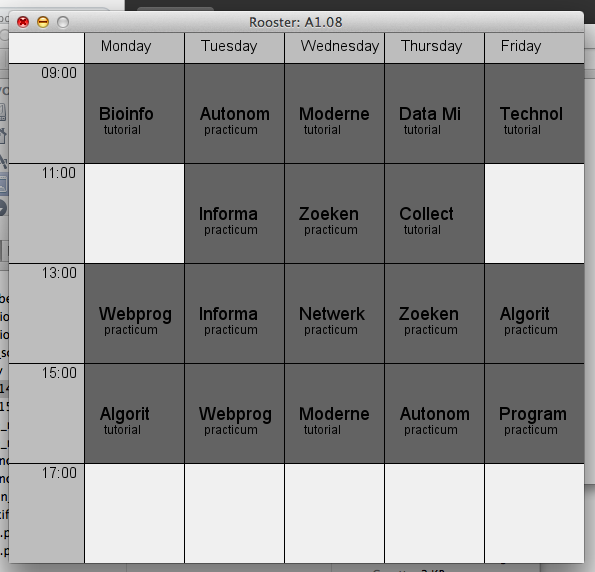 Rooster: A1.08
Monday Tuesday Wednesday Thursday Friday
09:00
Bioinfo Autonom Moderne Data Mi Technol
tutorial practicum tutorial tutorial tutorial
11:00
Informa Zoeken Collect
practicum practicum tutorial
13:00
Webprog Informa Netwerk Zoeken Algorit
practicum practicum practicum practicum practicum
15:00
Algorit Webprog Moderne Autonom Program
tutorial practicum tutorial practicum practicum
17:00